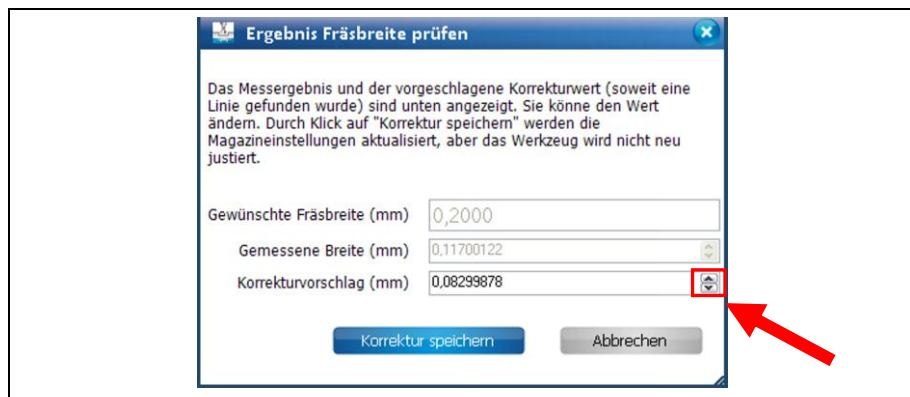 Ergebnis Fräsbreite prüfen
Das Messergebnis und der vorgeschlagene Korrekturwert (soweit eine
Linie gefunden wurde) sind unten angezeigt. Sie könne den Wert
ändern. Durch Klick auf "Korrektur speichern" werden die
Magazineinstellungen aktualisiert, aber das Werkzeug wird nicht neu
justiert.
Gewünschte Fräsbreite (mm) 0,2000
Gemessene Breite (mm) 0,11700122
Korrekturvorschlag (mm) 0,08299878
Korrektur speichern Abbrechen